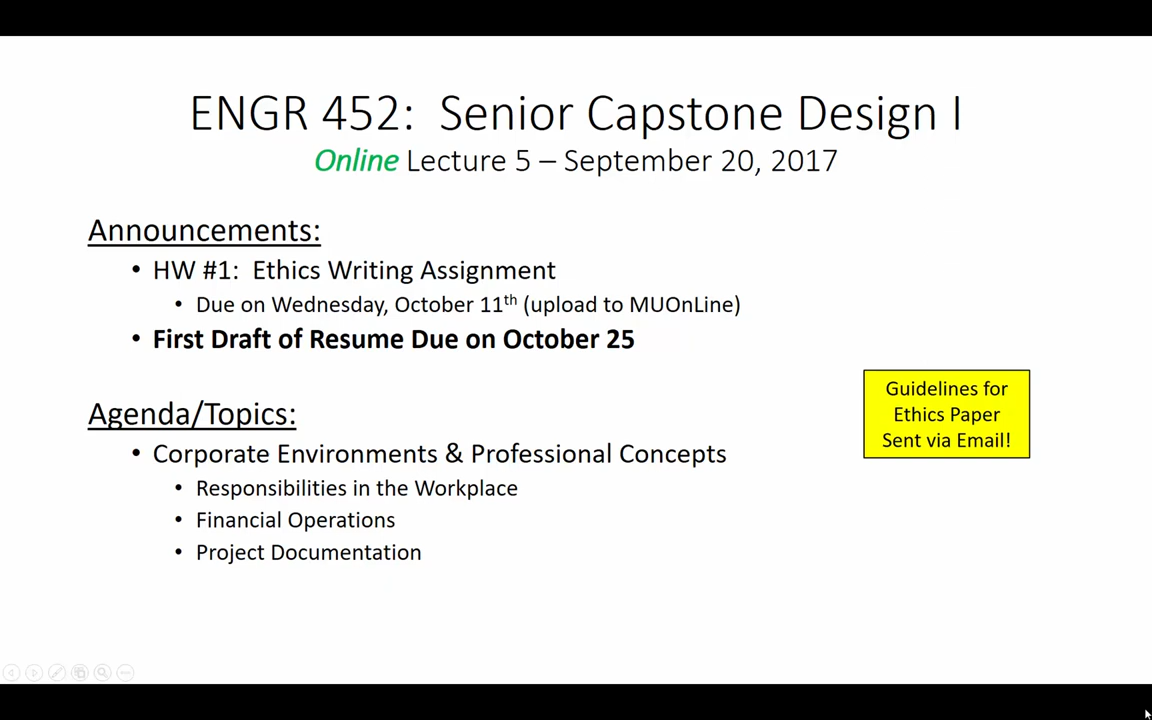 ENGR 452: Senior Capstone Design I
Online Lecture 5 – September 20, 2017
Announcements:
• HW #1: Ethics Writing Assignment
• Due on Wednesday, October 11th (upload to MUOnLine)
• First Draft of Resume Due on October 25
Guidelines for
Ethics Paper
Sent via Email!
Agenda/Topics:
• Corporate Environments & Professional Concepts
• Responsibilities in the Workplace
• Financial Operations
• Project Documentation